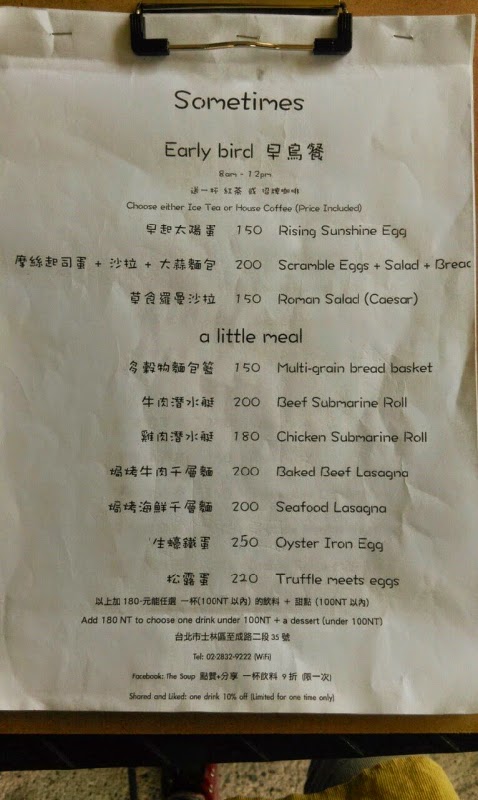 Sometimes
Early bird 早鳥餐
8am - 12pm
送一杯 紅茶 或 招牌咖啡
Choose either Ice Tea or House Coffee (Price Included)
早起太陽蛋 150 Rising Sunshine Egg
摩絲起司蛋 + 沙拉 + 大蒜麵包 200 Scramble Eggs + Salad + Bread
草食羅曼沙拉 150 Roman Salad (Caesar)
a little meal
多穀物麵包籃 150 Multi-grain bread basket
牛肉潛水艇 200 Beef Submarine Roll
雞肉潛水艇 180 Chicken Submarine Roll
焗烤牛肉千層麵 200 Baked Beef Lasagna
焗烤海鮮千層麵 200 Seafood Lasagna
生蠔鐵蛋 250 Oyster Iron Egg
松露蛋 220 Truffle meets eggs
以上加 180-元能任選 一杯(100NT 以內) 的飲料 + 甜點 (100NT 以內)
Add 180 NT to choose one drink under 100NT + a dessert (under 100NT)
台北市士林區至成路二段 35 號
Tel: 02-2832-9222 (WiFi)
Facebook: The Soup 點贊+分享 一杯飲料 9 折 (限一次)
Shared and Liked: one drink 10% off (Limited for one time only)